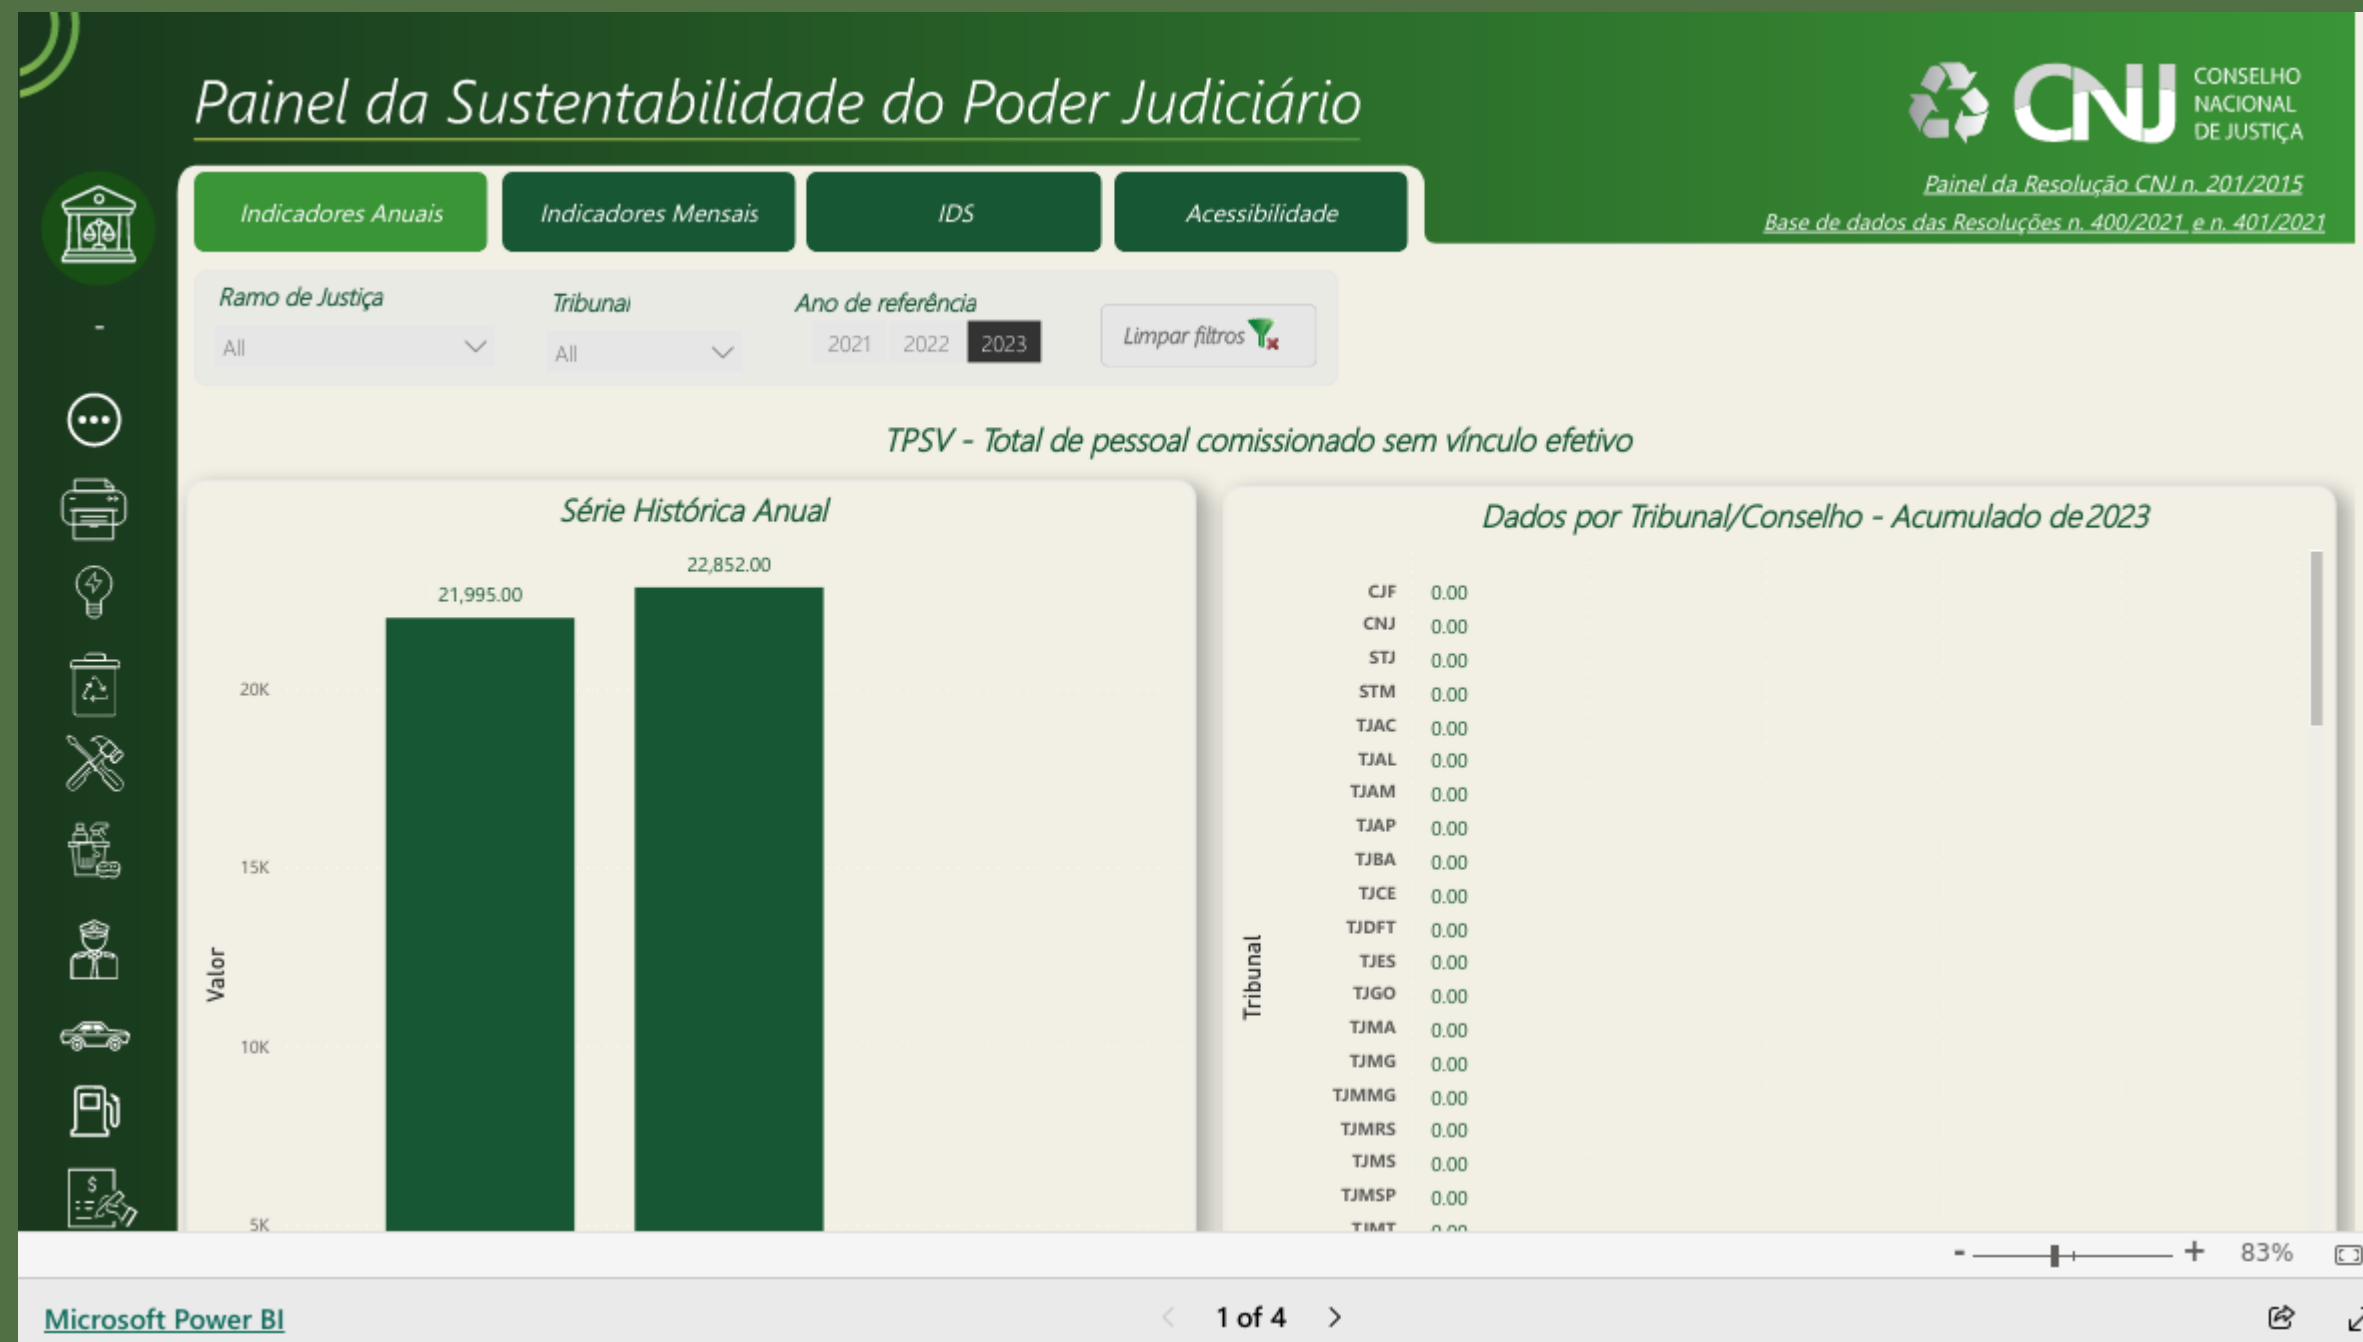 Painel da Sustentabilidade do Poder Judiciário
CNJ
CONSELHO
NACIONAL
DE JUSTIÇA
Painel da Resolução CNJ n. 201/2015
Base de dados das Resoluções n. 400/2021 e n. 401/2021
Indicadores Anuais
Indicadores Mensais
IDS
Acessibilidade
Ramo de Justiça
All
Tribunal
All
Ano de referência
2021 2022 2023
Limpar filtros
-
TPSV - Total de pessoal comissionado sem vínculo efetivo
Série Histórica Anual
21,995.00
22,852.00
20K
15K
10K
5K
Valor
Dados por Tribunal/Conselho - Acumulado de 2023
Tribunal
CJF 0.00
CNJ 0.00
STJ 0.00
STM 0.00
TJAC 0.00
TJAL 0.00
TJAM 0.00
TJAP 0.00
TJBA 0.00
TJCE 0.00
TJDFT 0.00
TJES 0.00
TJGO 0.00
TJMA 0.00
TJMG 0.00
TJMMG 0.00
TJMRS 0.00
TJMS 0.00
TJMSP 0.00
TJMT 0.00
- + 83%
Microsoft Power BI
1 of 4